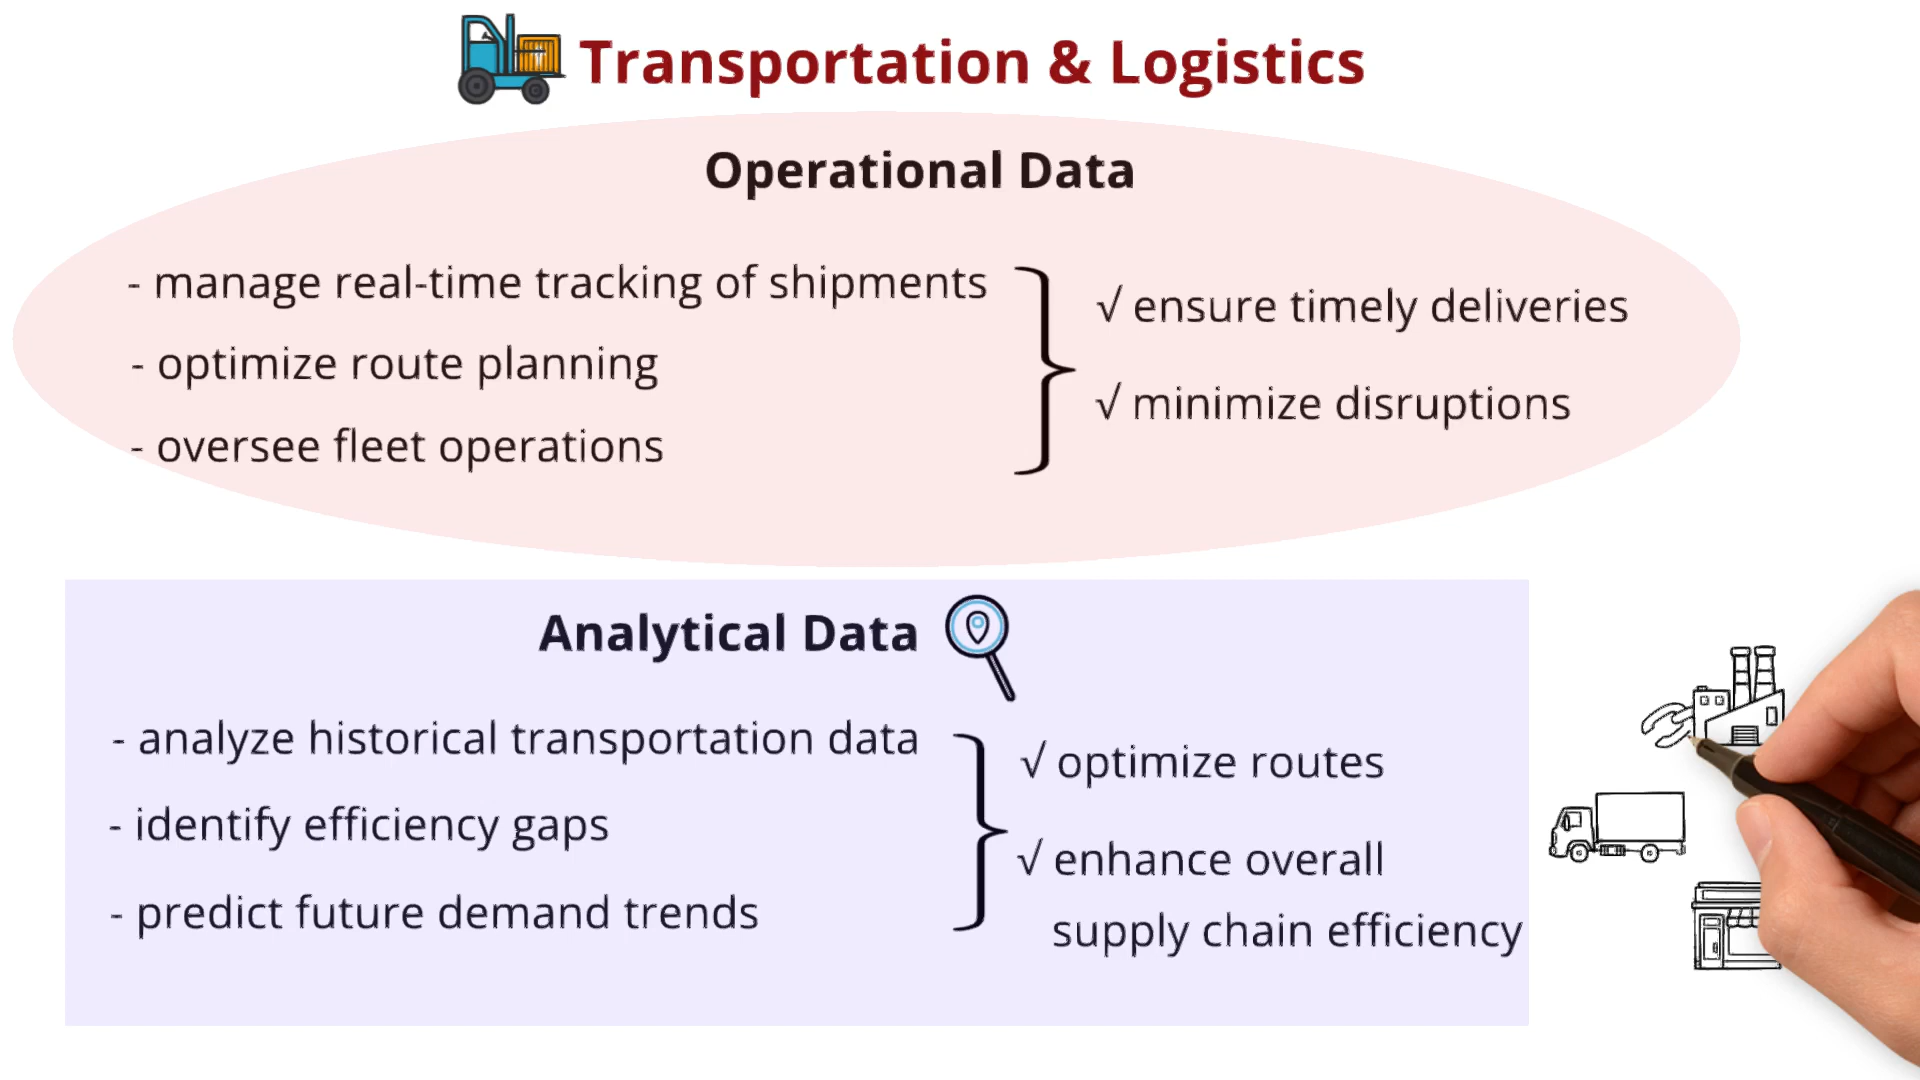 Transportation & Logistics
Operational Data
- manage real-time tracking of shipments
- optimize route planning
- oversee fleet operations
√ ensure timely deliveries
√ minimize disruptions
Analytical Data
- analyze historical transportation data
- identify efficiency gaps
- predict future demand trends
√ optimize routes
√ enhance overall
supply chain efficiency